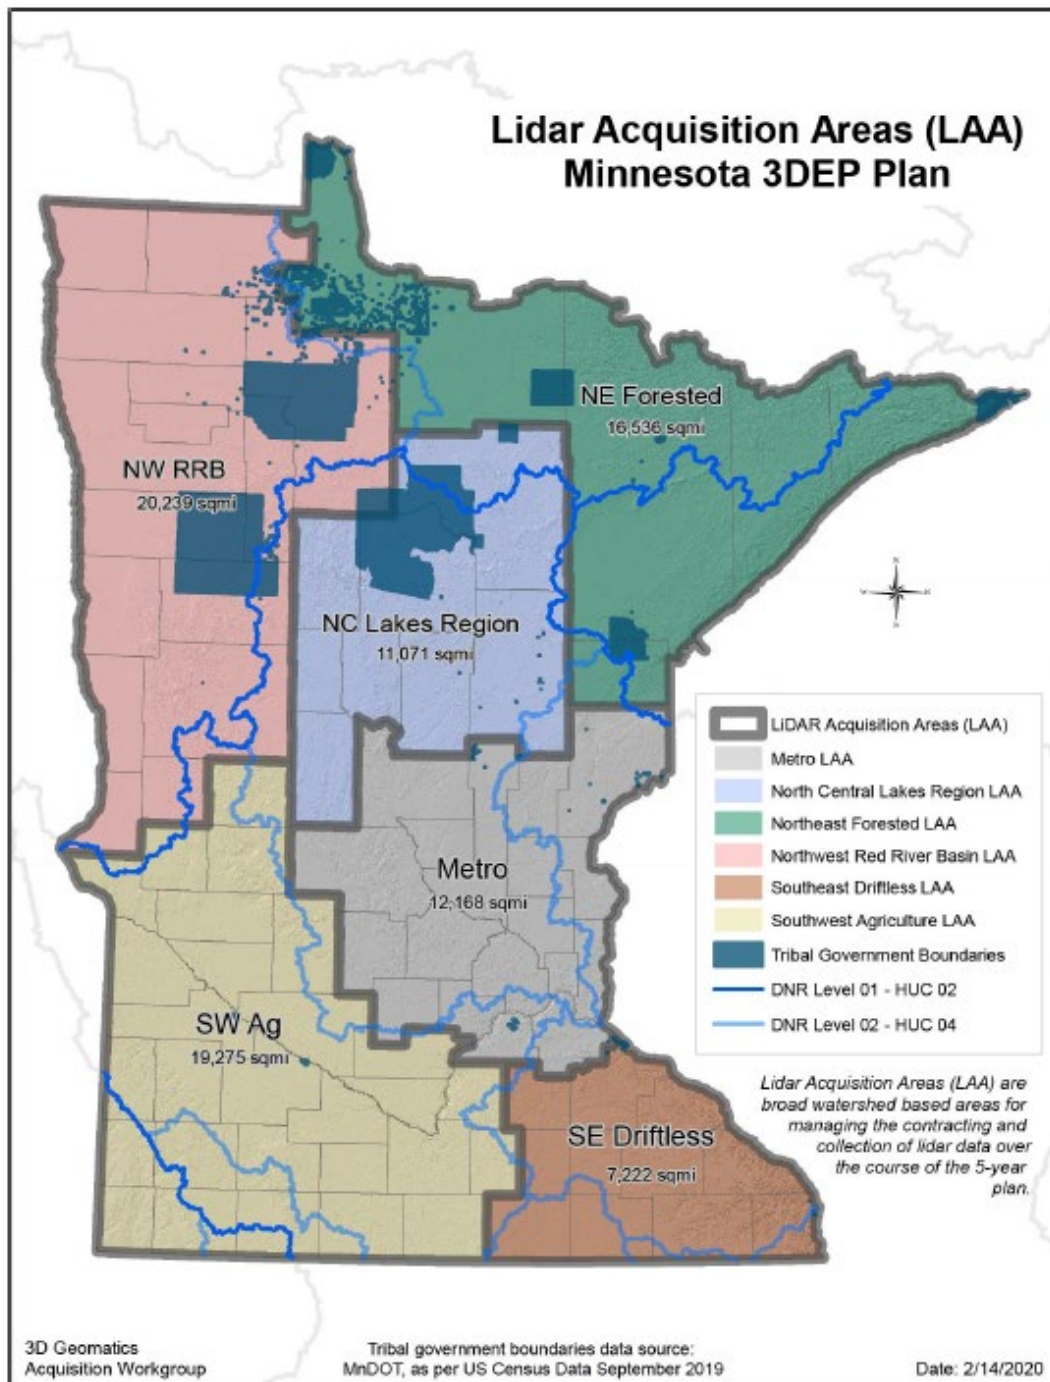 Lidar Acquisition Areas (LAA)
Minnesota 3DEP Plan
NE Forested
16,536 sqmi
NW RRB
20,239 sqmi
NC Lakes Region
11,071 sqmi
Metro
12,168 sqmi
SW Ag
19,275 sqmi
SE Driftless
7,222 sqmi
LiDAR Acquisition Areas (LAA)
Metro LAA
North Central Lakes Region LAA
Northeast Forested LAA
Northwest Red River Basin LAA
Southeast Driftless LAA
Southwest Agriculture LAA
Tribal Government Boundaries
DNR Level 01 - HUC 02
DNR Level 02 - HUC 04
Lidar Acquisition Areas (LAA) are
broad watershed based areas for
managing the contracting and
collection of lidar data over
the course of the 5-year
plan.
3D Geomatics
Acquisition Workgroup
Tribal government boundaries data source:
MnDOT, as per US Census Data September 2019
Date: 2/14/2020